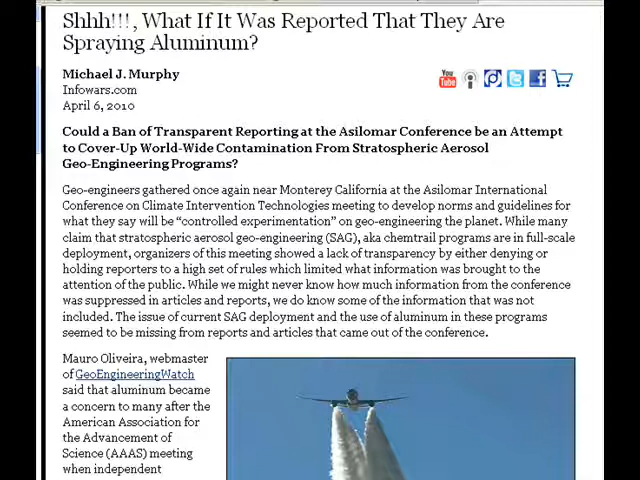 Shhh!!!, What If It Was Reported That They Are
Spraying Aluminum?
Michael J. Murphy
Infowars.com
April 6, 2010
You
Tube
Could a Ban of Transparent Reporting at the Asilomar Conference be an Attempt
to Cover-Up World-Wide Contamination From Stratospheric Aerosol
Geo-Engineering Programs?
Geo-engineers gathered once again near Monterey California at the Asilomar International
Conference on Climate Intervention Technologies meeting to develop norms and guidelines for
what they say will be “controlled experimentation” on geo-engineering the planet. While many
claim that stratospheric aerosol geo-engineering (SAG), aka chemtrail programs are in full-scale
deployment, organizers of this meeting showed a lack of transparency by either denying or
holding reporters to a high set of rules which limited what information was brought to the
attention of the public. While we might never know how much information from the conference
was suppressed in articles and reports, we do know some of the information that was not
included. The issue of current SAG deployment and the use of aluminum in these programs
seemed to be missing from reports and articles that came out of the conference.
Mauro Oliveira, webmaster
of GeoEngineeringWatch
said that aluminum became
a concern to many after the
American Association for
the Advancement of
Science (AAAS) meeting
when independent